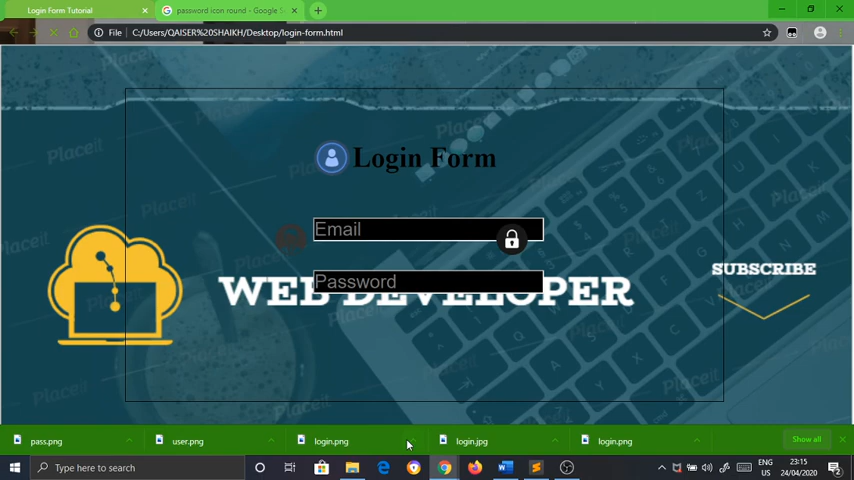 Login Form Tutorial
password icon round - Google S
File C:/Users/QAISER%20SHAIKH/Desktop/login-form.html
Placeit
Login Form
Email
Password
WEB DEVELOPER
SUBSCRIBE
pass.png
user.png
login.png
login.jpg
login.png
Show all
Type here to search
ENG
US
23:15
24/04/2020
2